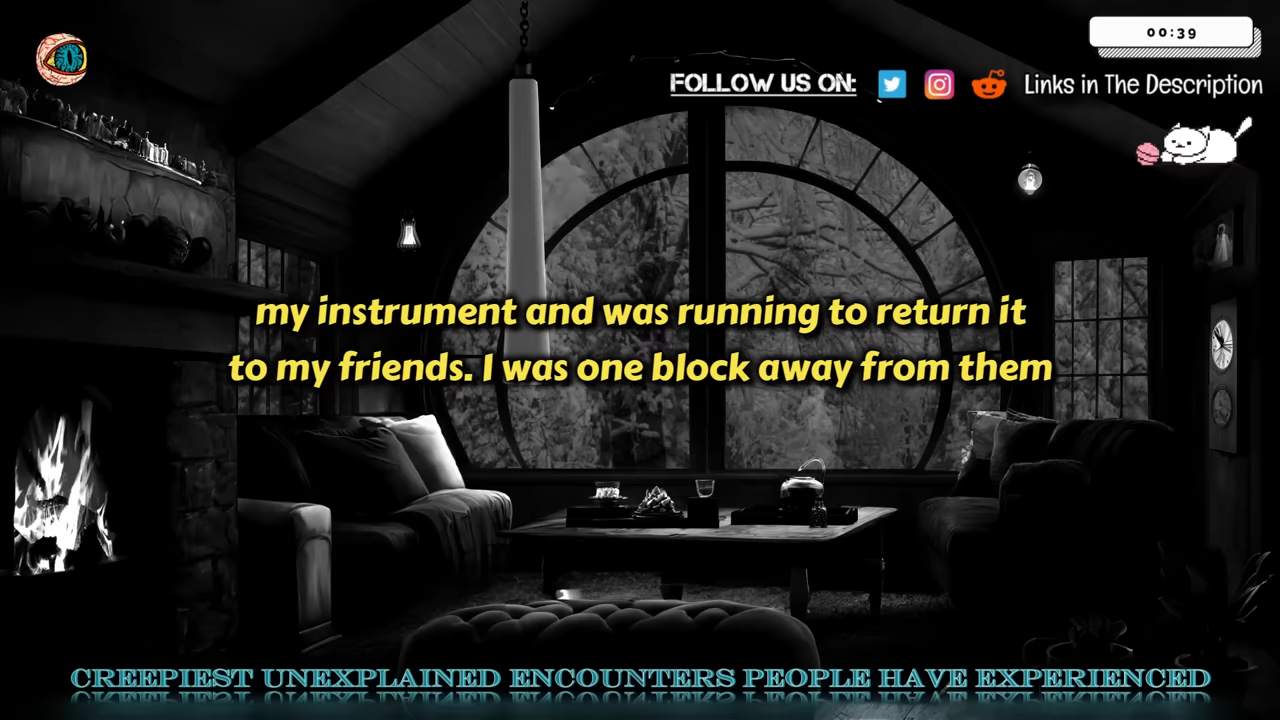 00:39
FOLLOW US ON: Links in The Description
my instrument and was running to return it
to my friends. I was one block away from them
CREEPIEST UNEXPLAINED ENCOUNTERS PEOPLE HAVE EXPERIENCED